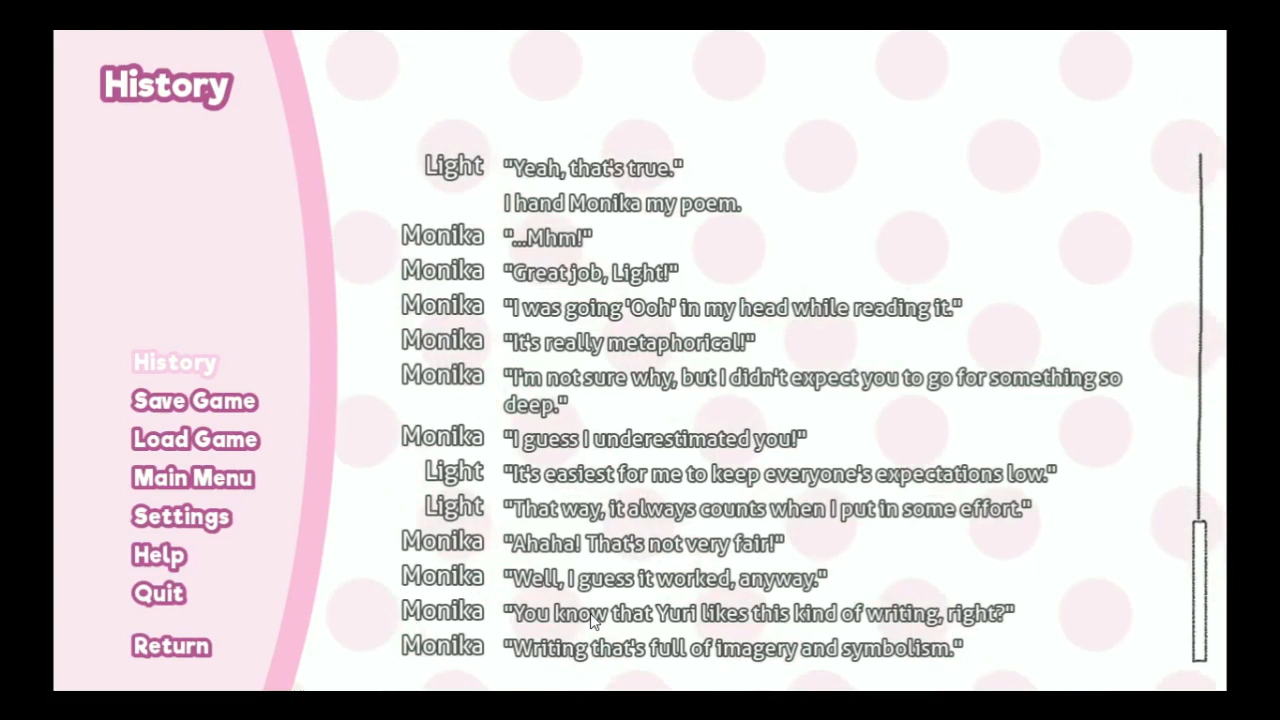 History
Light "Yeah, that's true."
I hand Monika my poem.
Monika "...Mhm!"
Monika "Great job, Light!"
Monika "I was going 'Ooh' in my head while reading it."
Monika "It's really metaphorical!"
Monika "I'm not sure why, but I didn't expect you to go for something so
deep."
Monika "I guess I underestimated you!"
Light "It's easiest for me to keep everyone's expectations low."
Light "That way, it always counts when I put in some effort."
Monika "Ahaha! That's not very fair!"
Monika "Well, I guess it worked, anyway."
Monika "You know that Yuri likes this kind of writing, right?"
Monika "Writing that's full of imagery and symbolism."
History
Save Game
Load Game
Main Menu
Settings
Help
Quit
Return